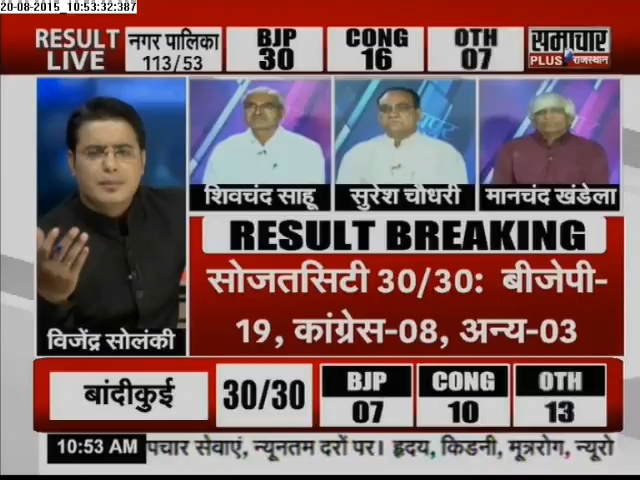 20-08-2015_10:53:32:387
RESULT LIVE
नगर पालिका
113/53
BJP
30
CONG
16
OTH
07
समाचार
PLUS राजस्थान
शिवचंद साहू
सुरेश चौधरी
मानचंद खंडेला
विजेंद्र सोलंकी
RESULT BREAKING
सोजतसिटी 30/30: बीजेपी-
19, कांग्रेस-08, अन्य-03
बांदीकुई
30/30
BJP
07
CONG
10
OTH
13
10:53 AM
पचार सेवाएं, न्यूनतम दरों पर। हृदय, किडनी, मूत्ररोग, न्यूरो